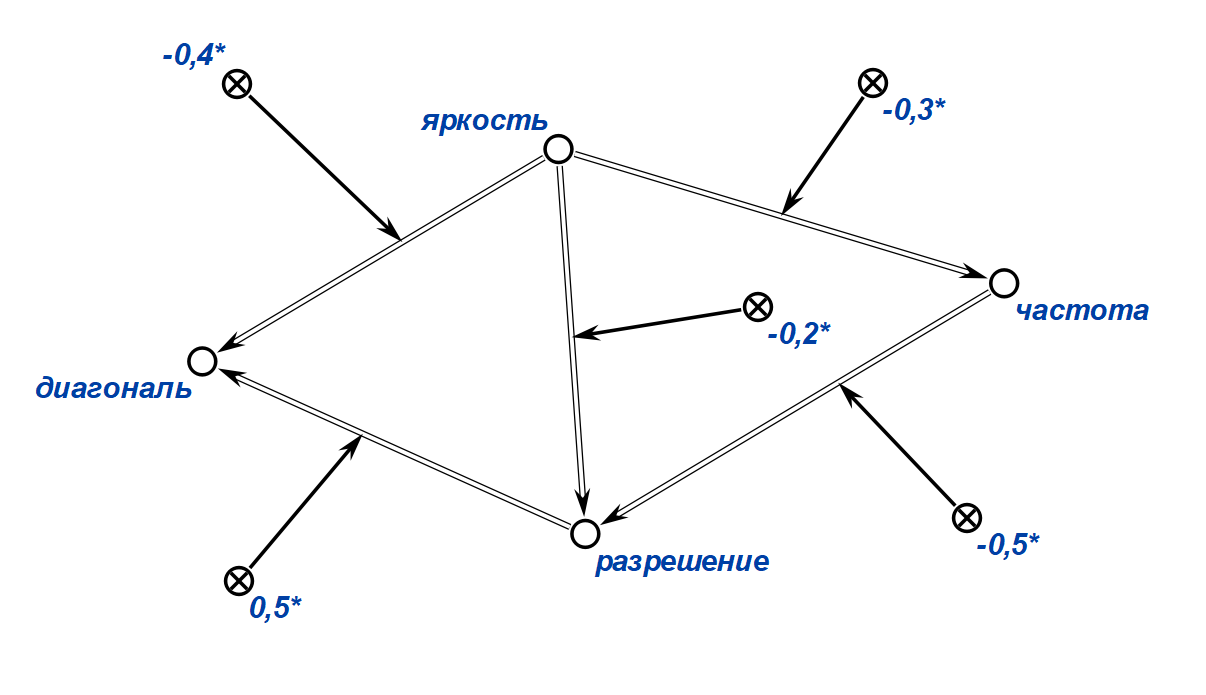 -0,4*
яркость
-0,3*
частота
-0,2*
диагональ
разрешение
-0,5*
0,5*